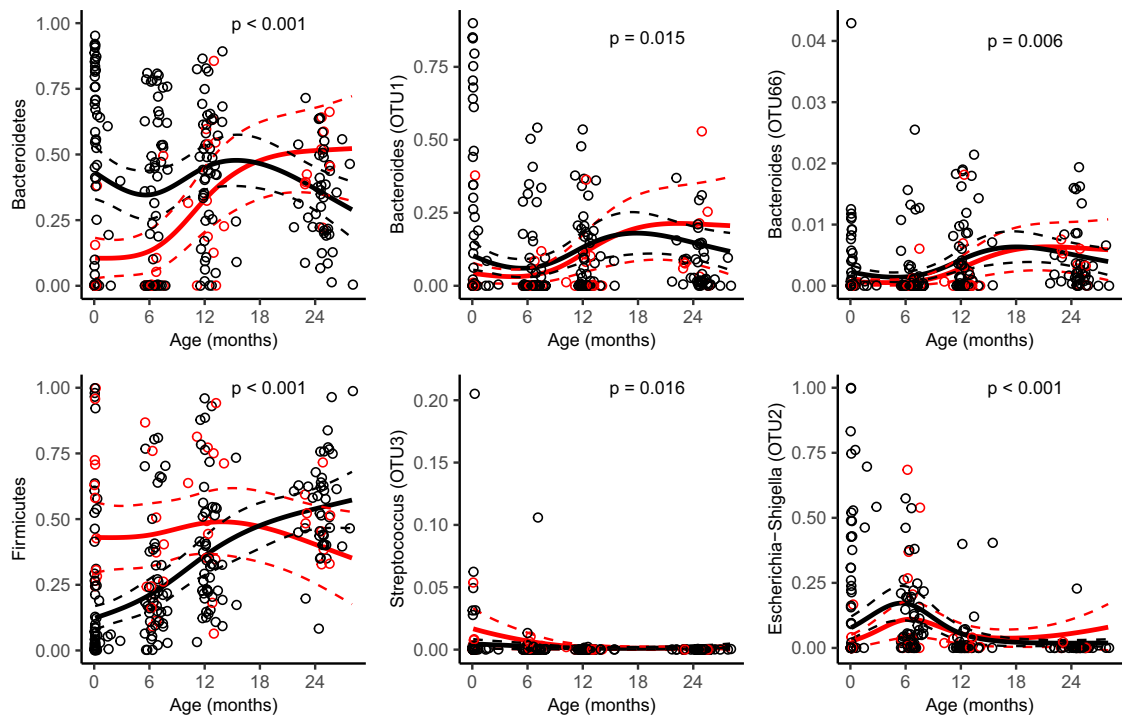 p < 0.001
Bacteroidetes
1.00
0.75
0.50
0.25
0.00
0 6 12 18 24
Age (months)
p = 0.015
Bacteroides (OTU1)
0.75
0.50
0.25
0.00
0 6 12 18 24
Age (months)
p = 0.006
Bacteroides (OTU66)
0.04
0.03
0.02
0.01
0.00
0 6 12 18 24
Age (months)
p < 0.001
Firmicutes
1.00
0.75
0.50
0.25
0.00
0 6 12 18 24
Age (months)
p = 0.016
Streptococcus (OTU3)
0.20
0.15
0.10
0.05
0.00
0 6 12 18 24
Age (months)
p < 0.001
Escherichia−Shigella (OTU2)
1.00
0.75
0.50
0.25
0.00
0 6 12 18 24
Age (months)